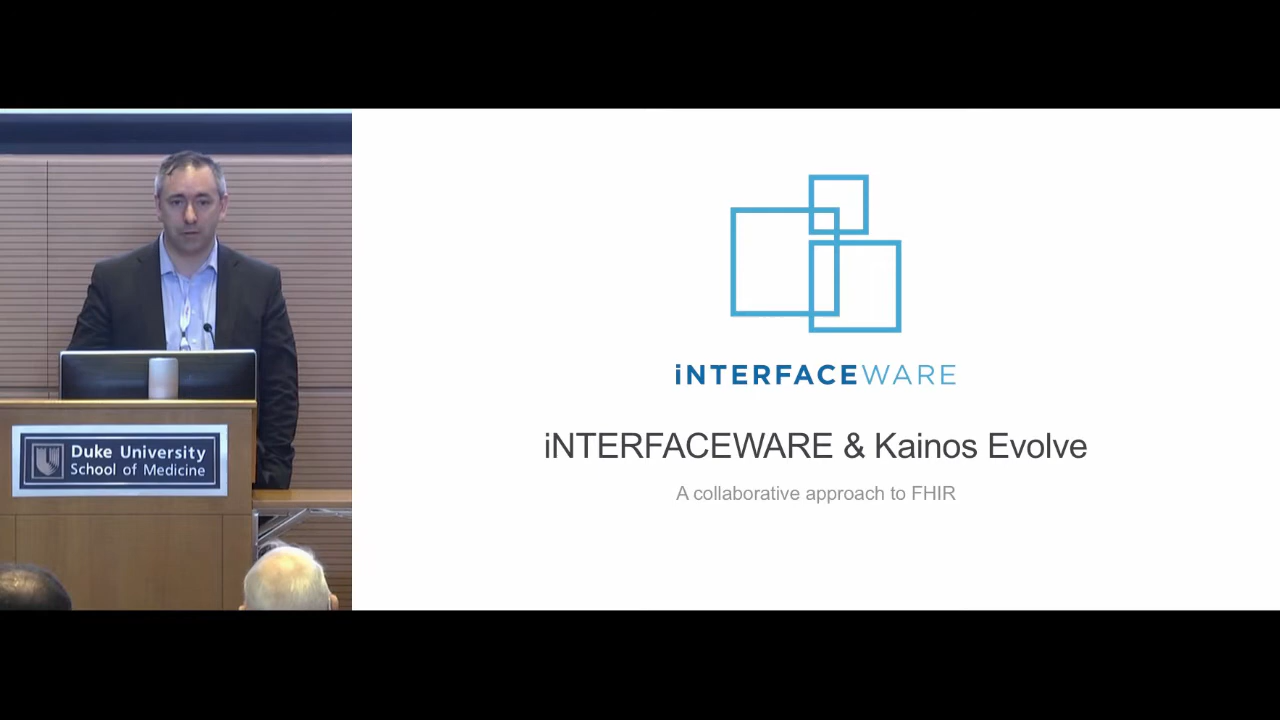 Duke University
School of Medicine
iNTERFACEWARE
iNTERFACEWARE & Kainos Evolve
A collaborative approach to FHIR